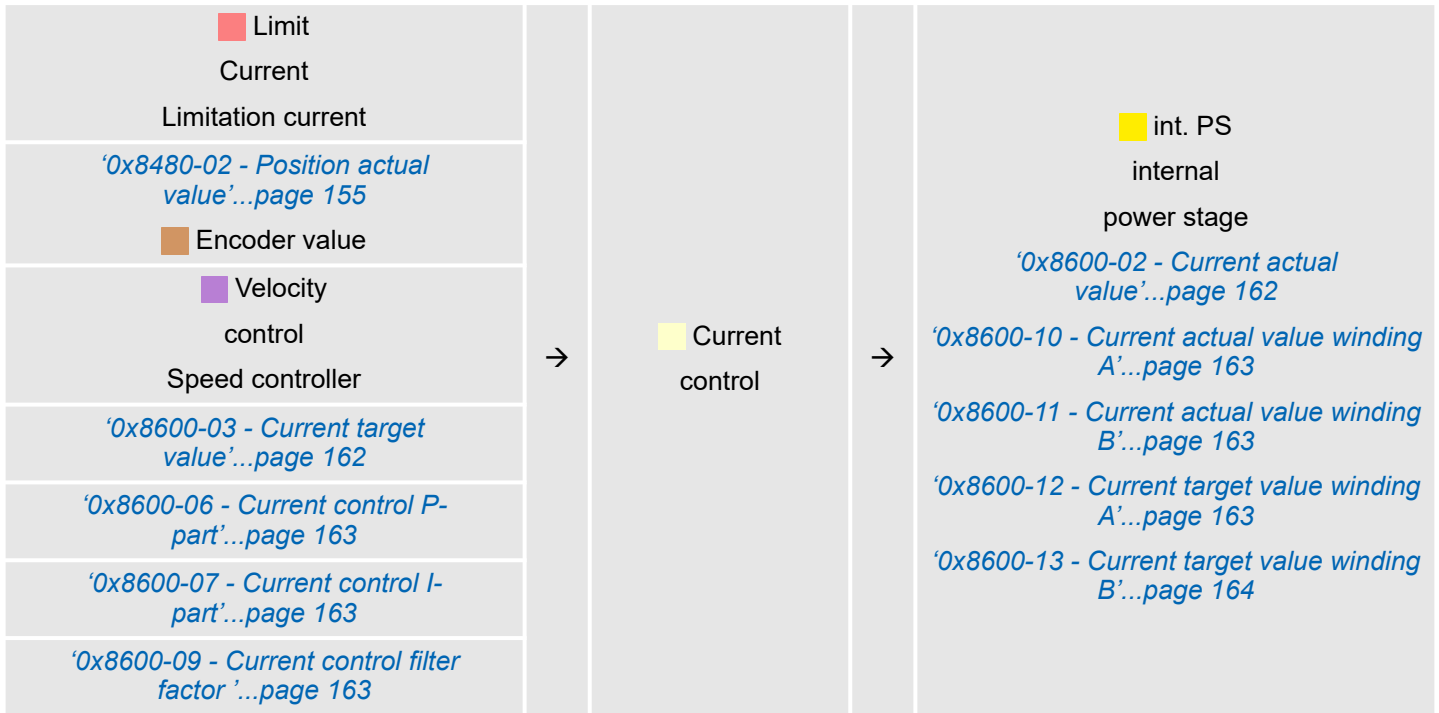 Limit
Current
Limitation current
‘0x8480-02 - Position actual
value’...page 155
Encoder value
Velocity
control
Speed controller
‘0x8600-03 - Current target
value’...page 162
‘0x8600-06 - Current control P-
part’...page 163
‘0x8600-07 - Current control I-
part’...page 163
‘0x8600-09 - Current control filter
factor ’...page 163
→
Current
control
→
int. PS
internal
power stage
‘0x8600-02 - Current actual
value’...page 162
‘0x8600-10 - Current actual value winding
A’...page 163
‘0x8600-11 - Current actual value winding
B’...page 163
‘0x8600-12 - Current target value winding
A’...page 163
‘0x8600-13 - Current target value winding
B’...page 164